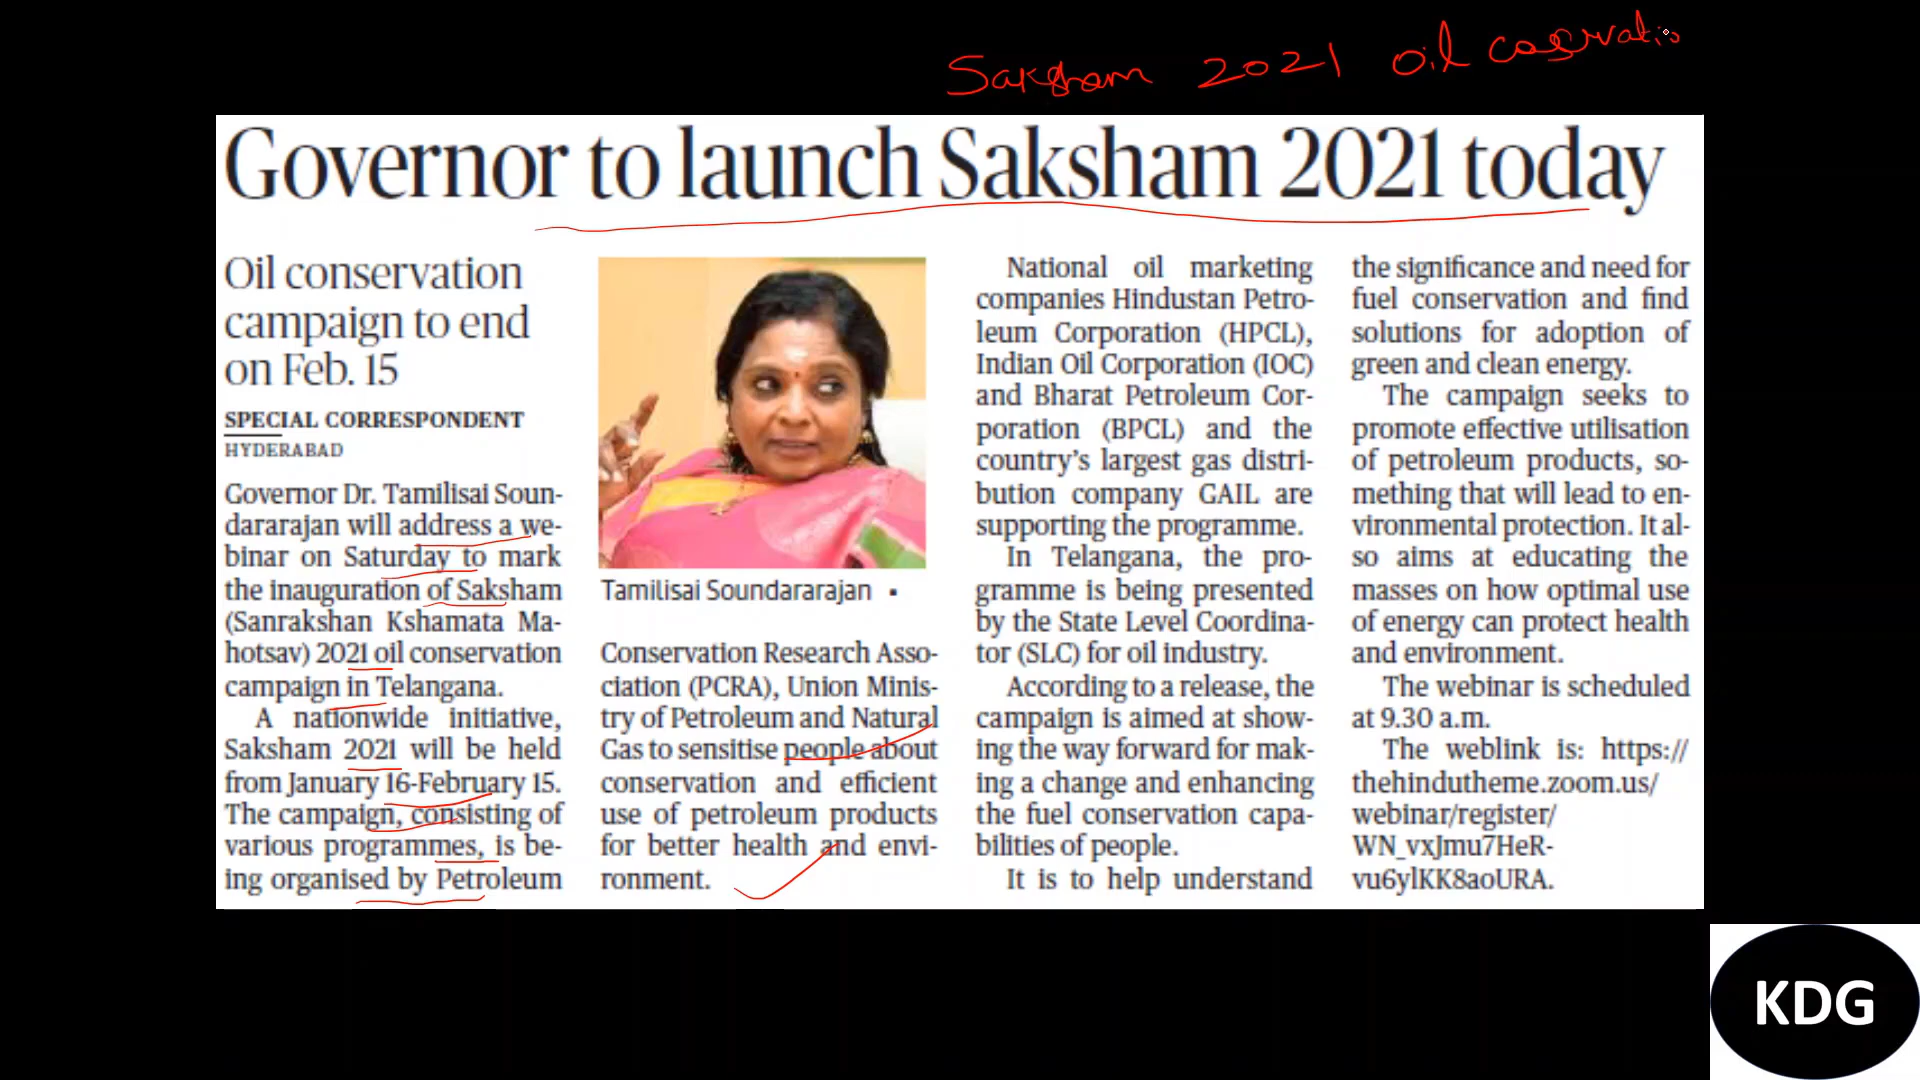 Saksham 2021 Oil
Governor to launch Saksham 2021 today
Oil conservation
campaign to end
on Feb. 15
SPECIAL CORRESPONDENT
HYDERABAD
Governor Dr. Tamilisai Soun-
dararajan will address a we-
binar on Saturday to mark
the inauguration of Saksham
(Sanrakshan Kshamata Ma-
hotsav) 2021 oil conservation
campaign in Telangana.
A nationwide initiative,
Saksham 2021 will be held
from January 16-February 15.
The campaign, consisting of
various programmes, is be-
ing organised by Petroleum
Tamilisai Soundararajan
Conservation Research Asso-
ciation (PCRA), Union Minis-
try of Petroleum and Natural
Gas to sensitise people about
conservation and efficient
use of petroleum products
for better health and envi-
ronment.
National oil marketing
companies Hindustan Petro-
leum Corporation (HPCL),
Indian Oil Corporation (IOC)
and Bharat Petroleum Cor-
poration (BPCL) and the
country's largest gas distri-
bution company GAIL are
supporting the programme.
In Telangana, the pro-
gramme is being presented
by the State Level Coordina-
tor (SLC) for oil industry.
According to a release, the
campaign is aimed at show-
ing the way forward for mak-
ing a change and enhancing
the fuel conservation capa-
bilities of people.
It is to help understand
the significance and need for
fuel conservation and find
solutions for adoption of
green and clean energy.
The campaign seeks to
promote effective utilisation
of petroleum products, so-
mething that will lead to en-
vironmental protection. It al-
so aims at educating the
masses on how optimal use
of energy can protect health
and environment.
The webinar is scheduled
at 9.30 a.m.
The weblink is: https://
thehindutheme.zoom.us/
webinar/register/
WN_vxJmu7HeR-
vu6ylKK8aoURA.
KDG